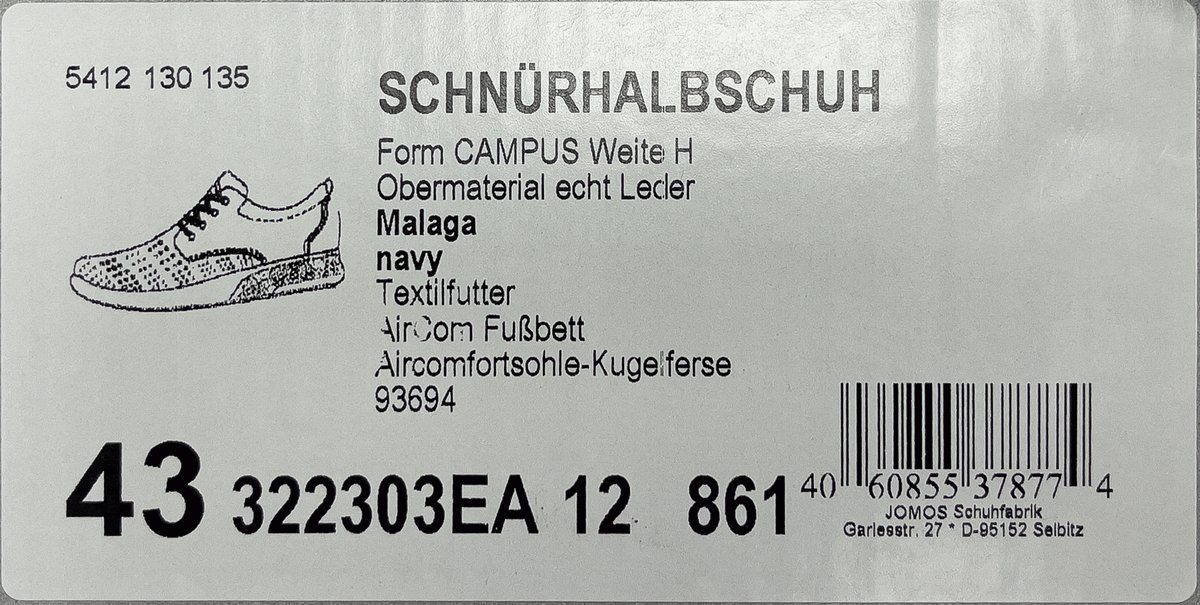 5412 130 135
SCHNÜRHALBSCHUH
Form CAMPUS Weite H
Obermaterial echt Leder
Malaga
navy
Textilfutter
AirCom Fußbett
Aircomfortsohle-Kugelferse
93694
43 322303EA 12 861
40 60855 37877 4
JOMOS Schuhfabrik
Garlesstr. 27 * D-95152 Selbitz